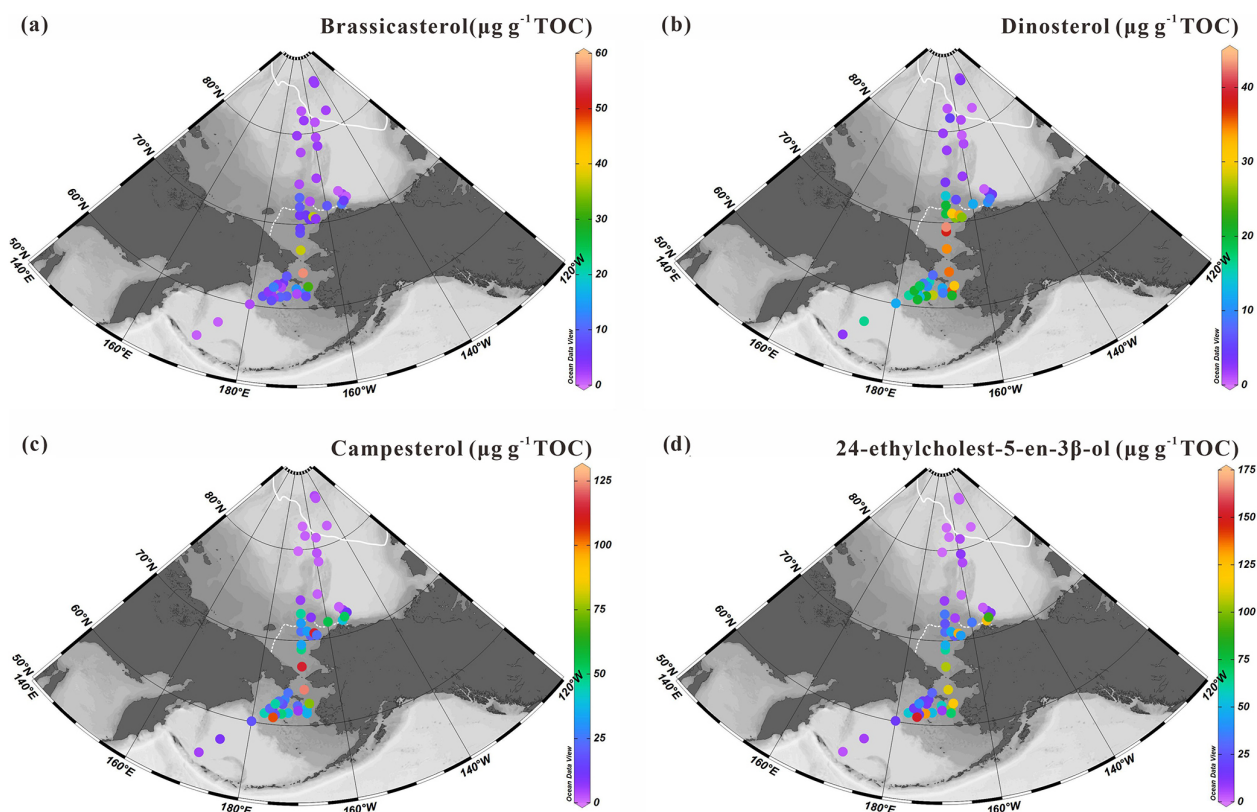 (a) Brassicasterol(µg g⁻¹ TOC)
80°N
70°N
60°N
50°N
140°E
160°E
180°E
160°W
140°W
120°W
Ocean Data View
60
50
40
30
20
10
0
(b) Dinosterol (µg g⁻¹ TOC)
80°N
70°N
60°N
50°N
140°E
160°E
180°E
160°W
140°W
120°W
Ocean Data View
40
30
20
10
0
(c) Campesterol (µg g⁻¹ TOC)
80°N
70°N
60°N
50°N
140°E
160°E
180°E
160°W
140°W
120°W
Ocean Data View
125
100
75
50
25
0
(d) 24-ethylcholest-5-en-3β-ol (µg g⁻¹ TOC)
80°N
70°N
60°N
50°N
140°E
160°E
180°E
160°W
140°W
120°W
Ocean Data View
175
150
125
100
75
50
25
0